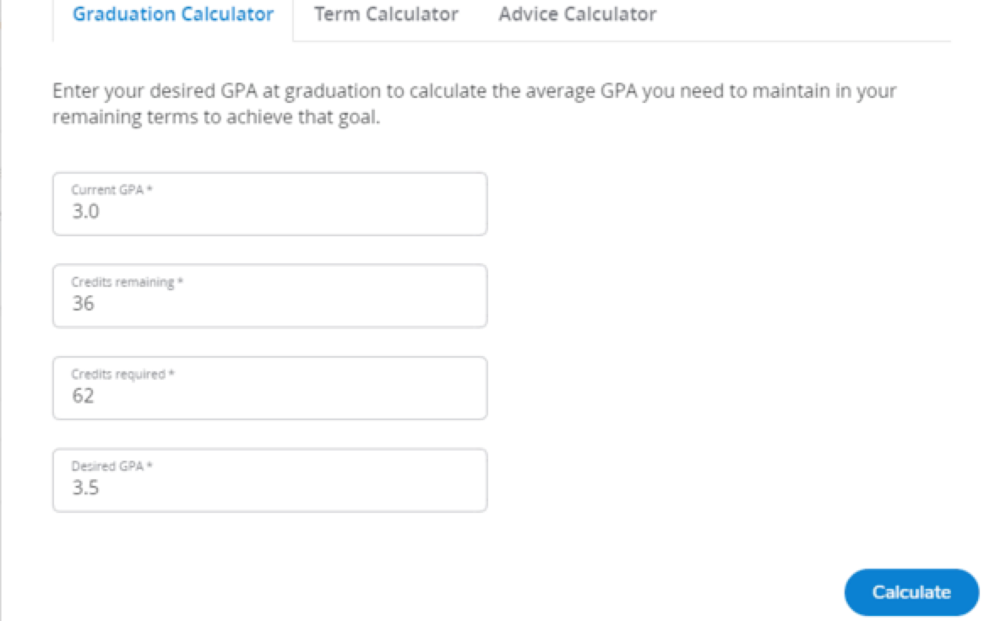 Graduation Calculator Term Calculator Advice Calculator
Enter your desired GPA at graduation to calculate the average GPA you need to maintain in your
remaining terms to achieve that goal.
Current GPA *
3.0
Credits remaining *
36
Credits required *
62
Desired GPA *
3.5
Calculate